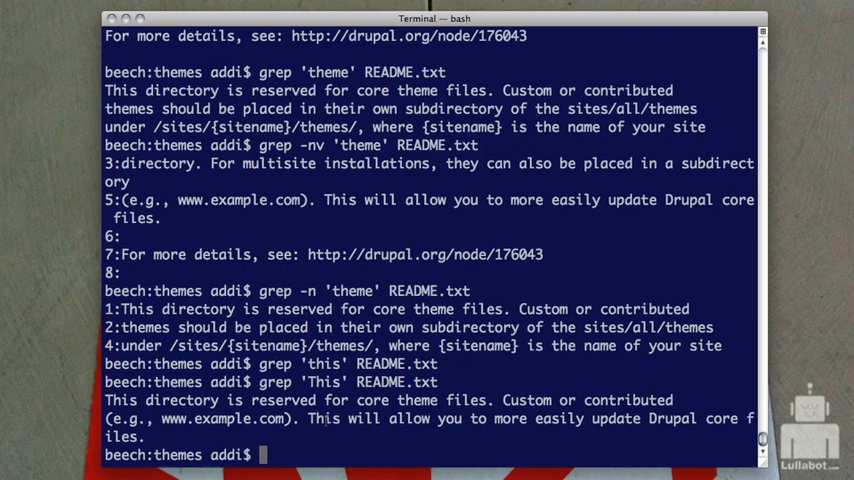 Terminal — bash
For more details, see: http://drupal.org/node/176043
beech:themes addi$ grep 'theme' README.txt
This directory is reserved for core theme files. Custom or contributed
themes should be placed in their own subdirectory of the sites/all/themes
under /sites/{sitename}/themes/, where {sitename} is the name of your site
beech:themes addi$ grep -nv 'theme' README.txt
3:directory. For multisite installations, they can also be placed in a subdirect
ory
5:(e.g., www.example.com). This will allow you to more easily update Drupal core
files.
6:
7:For more details, see: http://drupal.org/node/176043
8:
beech:themes addi$ grep -n 'theme' README.txt
1:This directory is reserved for core theme files. Custom or contributed
2:themes should be placed in their own subdirectory of the sites/all/themes
4:under /sites/{sitename}/themes/, where {sitename} is the name of your site
beech:themes addi$ grep 'this' README.txt
beech:themes addi$ grep 'This' README.txt
This directory is reserved for core theme files. Custom or contributed
(e.g., www.example.com). This will allow you to more easily update Drupal core f
iles.
beech:themes addi$
Lullabot.com